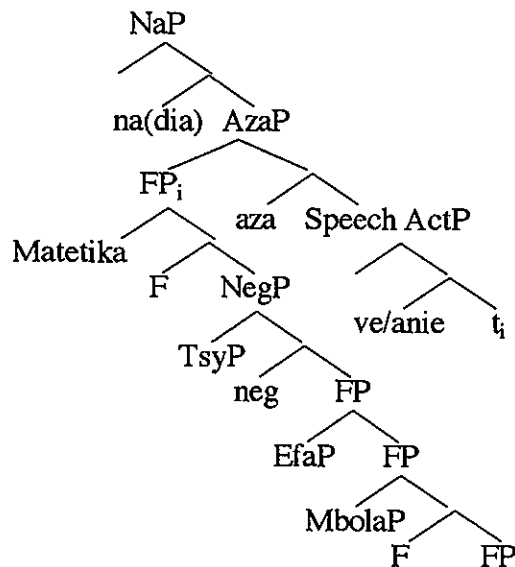 NaP
na(dia) AzaP
FPi
aza Speech ActP
Matetika
F NegP
ve/anie ti
TsyP
neg FP
EfaP FP
MbolaP
F FP